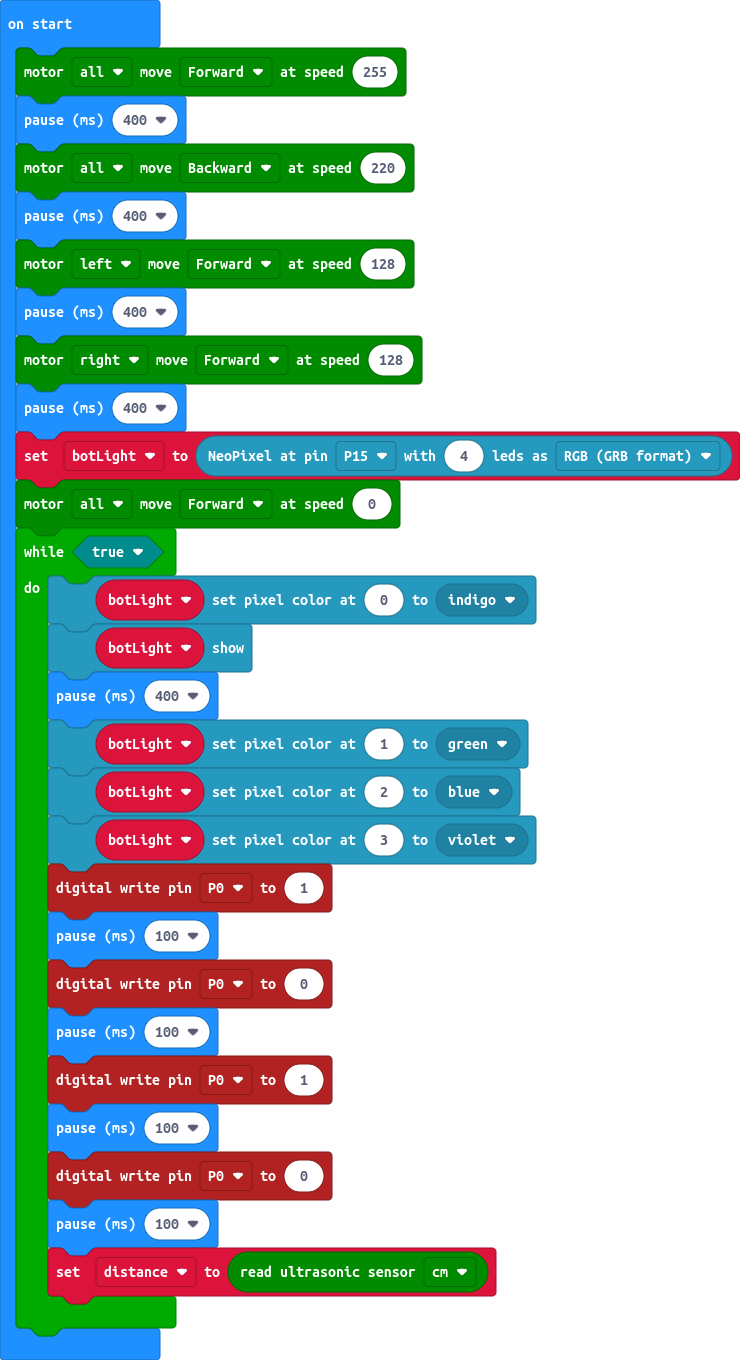 on start
motor all move Forward at speed 255
pause (ms) 400
motor all move Backward at speed 220
pause (ms) 400
motor left move Forward at speed 128
pause (ms) 400
motor right move Forward at speed 128
pause (ms) 400
set botLight to NeoPixel at pin P15 with 4 leds as RGB (GRB format)
motor all move Forward at speed 0
while true
do
botLight set pixel color at 0 to indigo
botLight show
pause (ms) 400
botLight set pixel color at 1 to green
botLight set pixel color at 2 to blue
botLight set pixel color at 3 to violet
digital write pin P0 to 1
pause (ms) 100
digital write pin P0 to 0
pause (ms) 100
digital write pin P0 to 1
pause (ms) 100
digital write pin P0 to 0
pause (ms) 100
set distance to read ultrasonic sensor cm